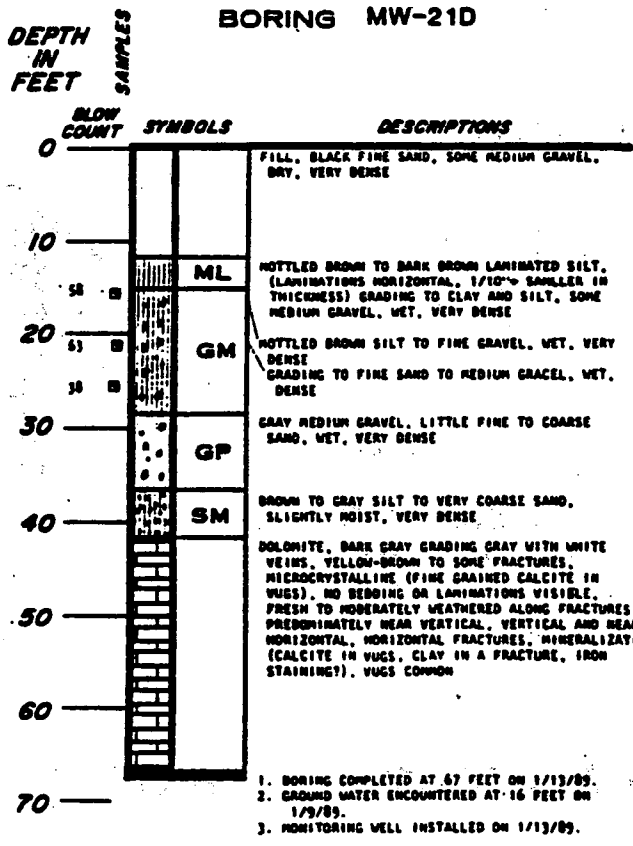 BORING MW-21D
DEPTH
IN
FEET
SAMPLES
BLOW
COUNT
SYMBOLS
DESCRIPTIONS
0
FILL, BLACK FINE SAND, SOME MEDIUM GRAVEL,
DRY, VERY DENSE
10
ML
MOTTLED BROWN TO DARK BROWN LAMINATED SILT,
(LAMINATIONS HORIZONTAL, 1/10" SAMLLER IN
THICKNESS) GRADING TO CLAY AND SILT, SOME
MEDIUM GRAVEL, WET, VERY DENSE
58
20
63
GM
MOTTLED BROWN SILT TO FINE GRAVEL, WET, VERY
DENSE
GRADING TO FINE SAND TO MEDIUM GRACEL, WET,
DENSE
38
30
GRAY MEDIUM GRAVEL, LITTLE FINE TO COARSE
SAND, WET, VERY DENSE
GP
BROWN TO GRAY SILT TO VERY COARSE SAND,
SLIGHTLY MOIST, VERY DENSE
SM
40
DOLOMITE, DARK GRAY GRADING GRAY WITH WHITE
VEINS, YELLOW-BROWN TO SOME FRACTURES,
MICROCRYSTALLINE (FINE GRAINED CALCITE IN
VUGS), NO BEDDING OR LAMINATIONS VISIBLE,
FRESH TO MODERATELY WEATHERED ALONG FRACTURES
PREDOMINATELY NEAR VERTICAL, VERTICAL AND NEAR
HORIZONTAL, HORIZONTAL FRACTURES, MINERALIZAT
(CALCITE IN VUGS, CLAY IN A FRACTURE, IRON
STAINING?), VUGS COMMON
50
60
70
1. BORING COMPLETED AT 67 FEET ON 1/13/89.
2. GROUND WATER ENCOUNTERED AT 16 FEET ON
1/9/89.
3. MONITORING WELL INSTALLED ON 1/13/89.